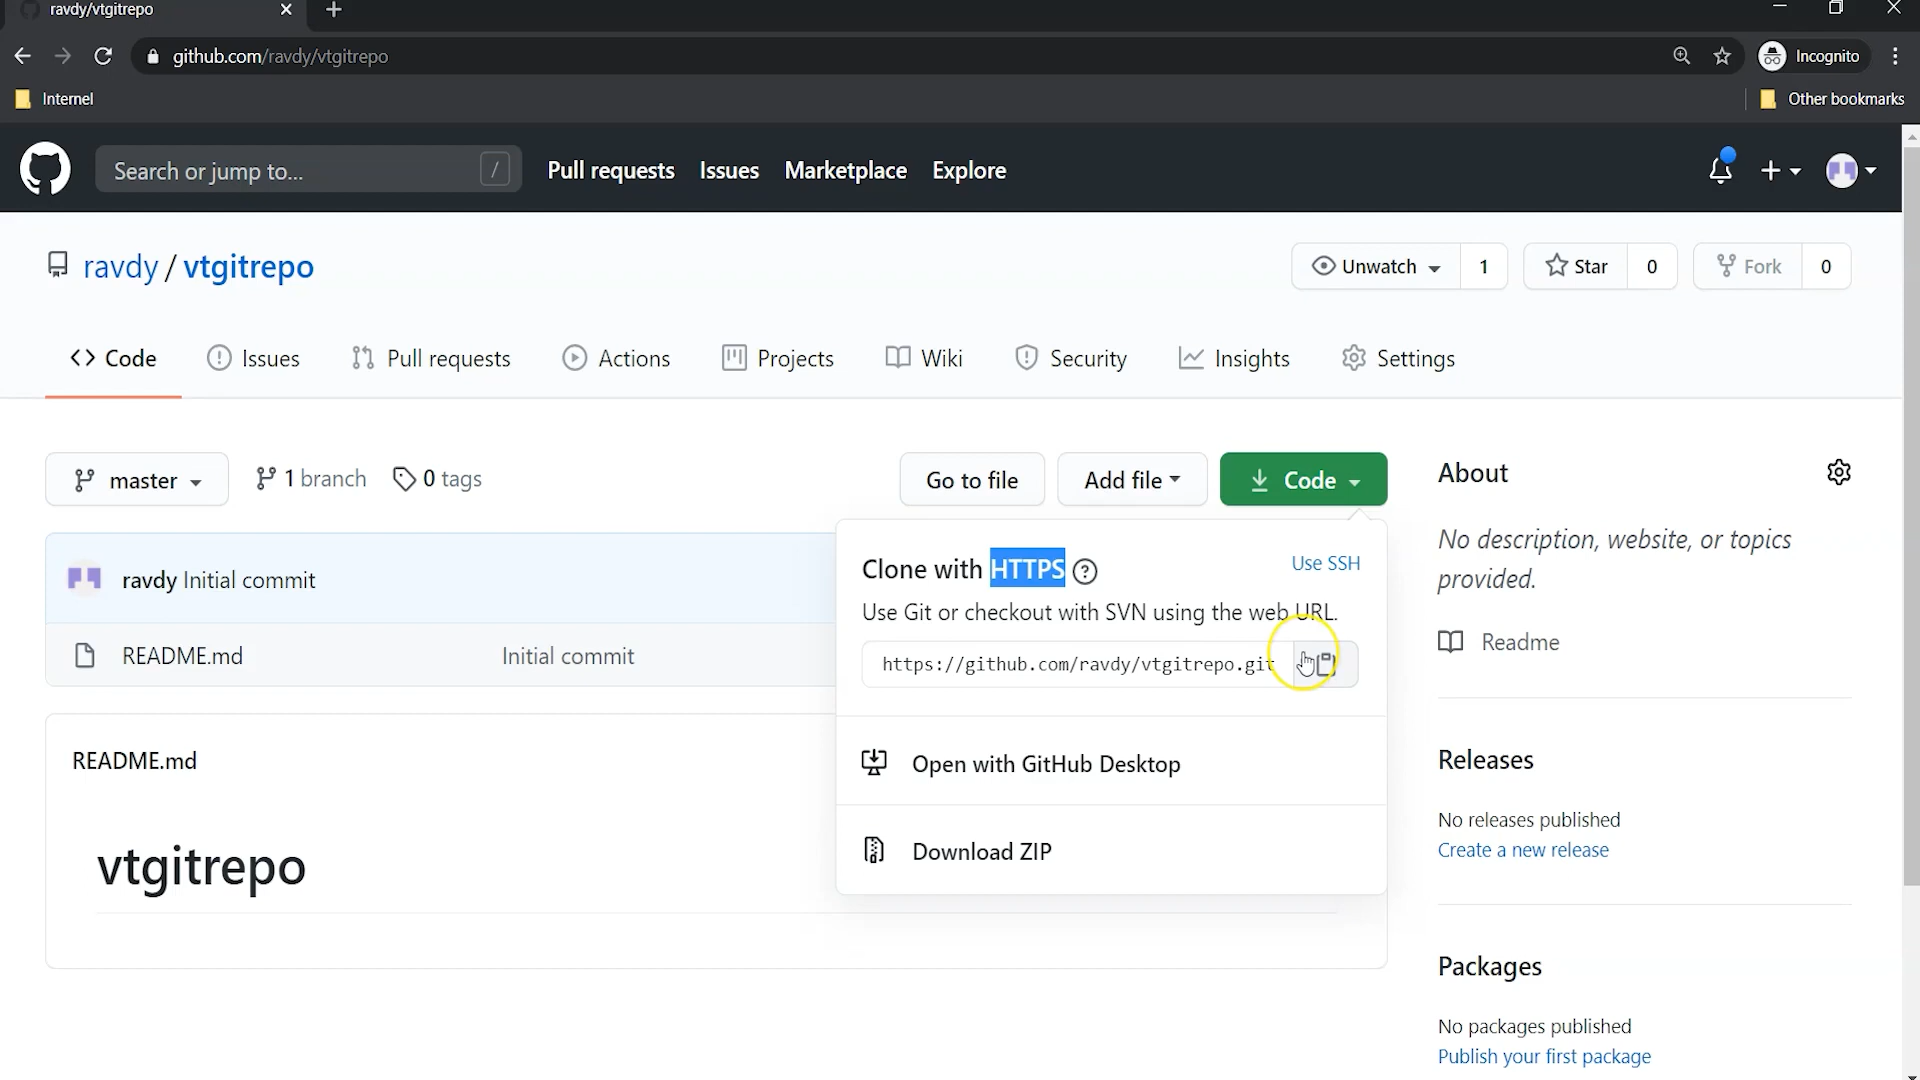 ravdy/vtgitrepo
github.com/ravdy/vtgitrepo
Incognito
Internet
Other bookmarks
Search or jump to...
/
Pull requests
Issues
Marketplace
Explore
ravdy / vtgitrepo
Unwatch
1
Star
0
Fork
0
Code
Issues
Pull requests
Actions
Projects
Wiki
Security
Insights
Settings
master
1 branch
0 tags
Go to file
Add file
Code
ravdy Initial commit
README.md
Initial commit
README.md
vtgitrepo
Clone with HTTPS
Use SSH
Use Git or checkout with SVN using the web URL.
https://github.com/ravdy/vtgitrepo.git
Open with GitHub Desktop
Download ZIP
About
No description, website, or topics
provided.
Readme
Releases
No releases published
Create a new release
Packages
No packages published
Publish your first package